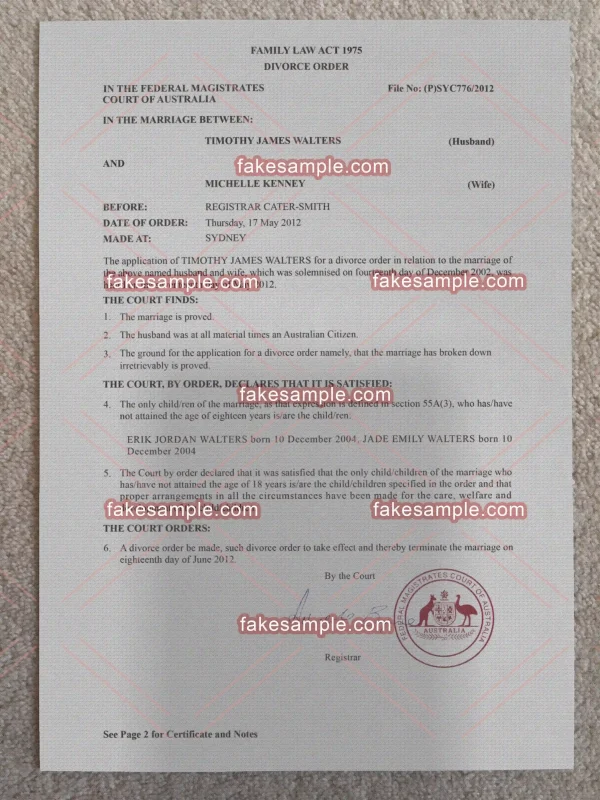 FAMILY LAW ACT 1975
DIVORCE ORDER
IN THE FEDERAL MAGISTRATES File No: (P)SYC776/2012
COURT OF AUSTRALIA
IN THE MARRIAGE BETWEEN:
TIMOTHY JAMES WALTERS (Husband)
AND
fakesample.com
MICHELLE KENNEY (Wife)
BEFORE: REGISTRAR CATER-SMITH
DATE OF ORDER: Thursday, 17 May 2012
MADE AT: SYDNEY
The application of TIMOTHY JAMES WALTERS for a divorce order in relation to the marriage of
the above named husband and wife, which was solemnised on fourteenth day of December 2002, was
fakesample.com fakesample.com
2012.
THE COURT FINDS:
1. The marriage is proved.
2. The husband was at all material times an Australian Citizen.
3. The ground for the application for a divorce order namely, that the marriage has broken down
irretrievably is proved.
THE COURT, BY ORDER, DECLARES THAT IT IS SATISFIED:
fakesample.com
4. The only child/ren of the marriage, as that expression is defined in section 55A(3), who has/have
not attained the age of eighteen years is/are the child/ren:
ERIK JORDAN WALTERS born 10 December 2004, JADE EMILY WALTERS born 10
December 2004
5. The Court by order declared that it was satisfied that the only child/children of the marriage who
has/have not attained the age of 18 years is/are the child/children specified in the order and that
proper arrangements in all the circumstances have been made for the care, welfare and
fakesample.com fakesample.com
THE COURT ORDERS:
6. A divorce order be made, such divorce order to take effect and thereby terminate the marriage on
eighteenth day of June 2012.
By the Court
FEDERAL MAGISTRATES COURT OF AUSTRALIA
AUSTRALIA
fakesample.com
Registrar
See Page 2 for Certificate and Notes